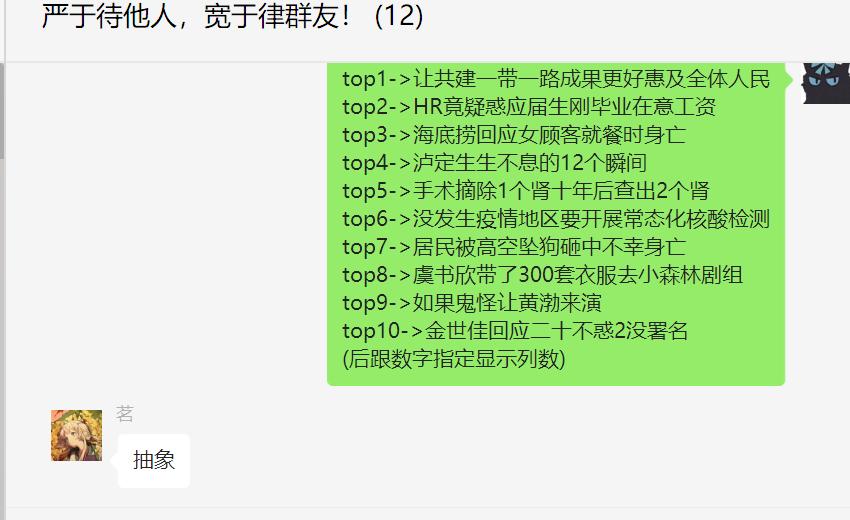 严于待他人，宽于律群友！ (12)
top1->让共建一带一路成果更好惠及全体人民
top2->HR竟疑惑应届生刚毕业在意工资
top3->海底捞回应女顾客就餐时身亡
top4->泸定生生不息的12个瞬间
top5->手术摘除1个肾十年后查出2个肾
top6->没发生疫情地区要开展常态化核酸检测
top7->居民被高空坠狗砸中不幸身亡
top8->虞书欣带了300套衣服去小森林剧组
top9->如果鬼怪让黄渤来演
top10->金世佳回应二十不惑2没署名
(后跟数字指定显示列数)
茗
抽象